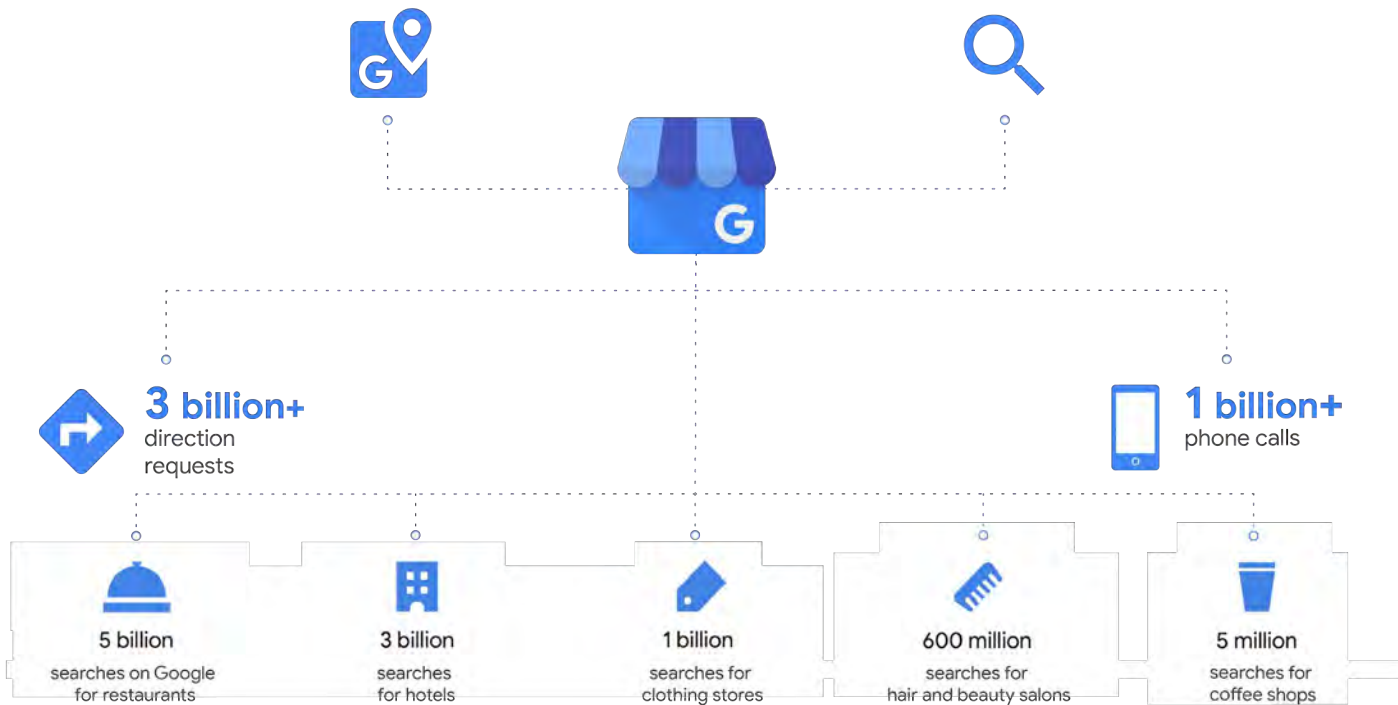 G
G
3 billion+
direction
requests
1 billion+
phone calls
5 billion
searches on Google
for restaurants
3 billion
searches
for hotels
1 billion
searches for
clothing stores
600 million
searches for
hair and beauty salons
5 million
searches for
coffee shops